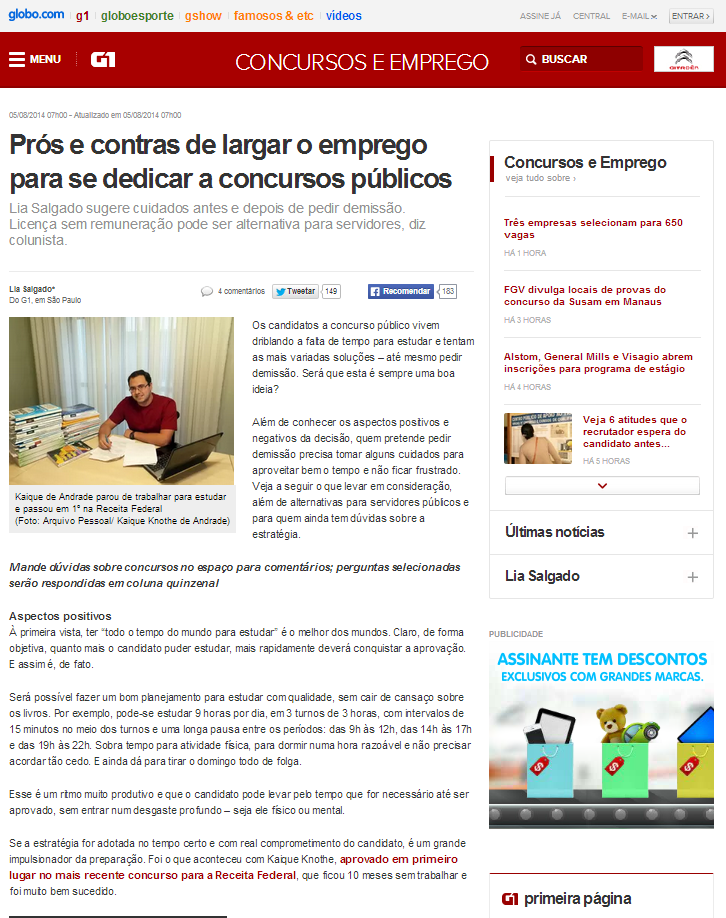 globo.com g1 globoesporte gshow famosos & etc vídeos ASSINE JÁ CENTRAL E-MAIL ENTRAR ›
MENU G1 CONCURSOS E EMPREGO BUSCAR CITROËN
05/08/2014 07h00 - Atualizado em 05/08/2014 07h00
Prós e contras de largar o emprego
para se dedicar a concursos públicos
Lia Salgado sugere cuidados antes e depois de pedir demissão.
Licença sem remuneração pode ser alternativa para servidores, diz
colunista.
Lia Salgado*
Do G1, em São Paulo
4 comentários Tweetar 149 Recomendar 183
Kaique de Andrade parou de trabalhar para estudar
e passou em 1º na Receita Federal
(Foto: Arquivo Pessoal/ Kaique Knothe de Andrade)
Os candidatos a concurso público vivem
driblando a falta de tempo para estudar e tentam
as mais variadas soluções – até mesmo pedir
demissão. Será que esta é sempre uma boa
ideia?
Além de conhecer os aspectos positivos e
negativos da decisão, quem pretende pedir
demissão precisa tomar alguns cuidados para
aproveitar bem o tempo e não ficar frustrado.
Veja a seguir o que levar em consideração,
além de alternativas para servidores públicos e
para quem ainda tem dúvidas sobre a
estratégia.
Mande dúvidas sobre concursos no espaço para comentários; perguntas selecionadas
serão respondidas em coluna quinzenal
Aspectos positivos
À primeira vista, ter “todo o tempo do mundo para estudar” é o melhor dos mundos. Claro, de forma
objetiva, quanto mais o candidato puder estudar, mais rapidamente deverá conquistar a aprovação.
E assim é, de fato.
Será possível fazer um bom planejamento para estudar com qualidade, sem cair de cansaço sobre
os livros. Por exemplo, pode-se estudar 9 horas por dia, em 3 turnos de 3 horas, com intervalos de
15 minutos no meio dos turnos e uma longa pausa entre os períodos: das 9h às 12h, das 14h às 17h
e das 19h às 22h. Sobra tempo para atividade física, para dormir numa hora razoável e não precisar
acordar tão cedo. E ainda dá para tirar o domingo todo de folga.
Esse é um ritmo muito produtivo e que o candidato pode levar pelo tempo que for necessário até ser
aprovado, sem entrar num desgaste profundo – seja ele físico ou mental.
Se a estratégia for adotada no tempo certo e com real comprometimento do candidato, é um grande
impulsionador da preparação. Foi o que aconteceu com Kaique Knothe, aprovado em primeiro
lugar no mais recente concurso para a Receita Federal, que ficou 10 meses sem trabalhar e
foi muito bem sucedido.
Concursos e Emprego
veja tudo sobre ›
Três empresas selecionam para 650
vagas
HÁ 1 HORA
FGV divulga locais de provas do
concurso da Susam em Manaus
HÁ 3 HORAS
Alstom, General Mills e Visagio abrem
inscrições para programa de estágio
HÁ 4 HORAS
Veja 6 atitudes que o
recrutador espera do
candidato antes...
HÁ 5 HORAS
Últimas notícias +
Lia Salgado +
PUBLICIDADE
ASSINANTE TEM DESCONTOS
EXCLUSIVOS COM GRANDES MARCAS.
G1 primeira página